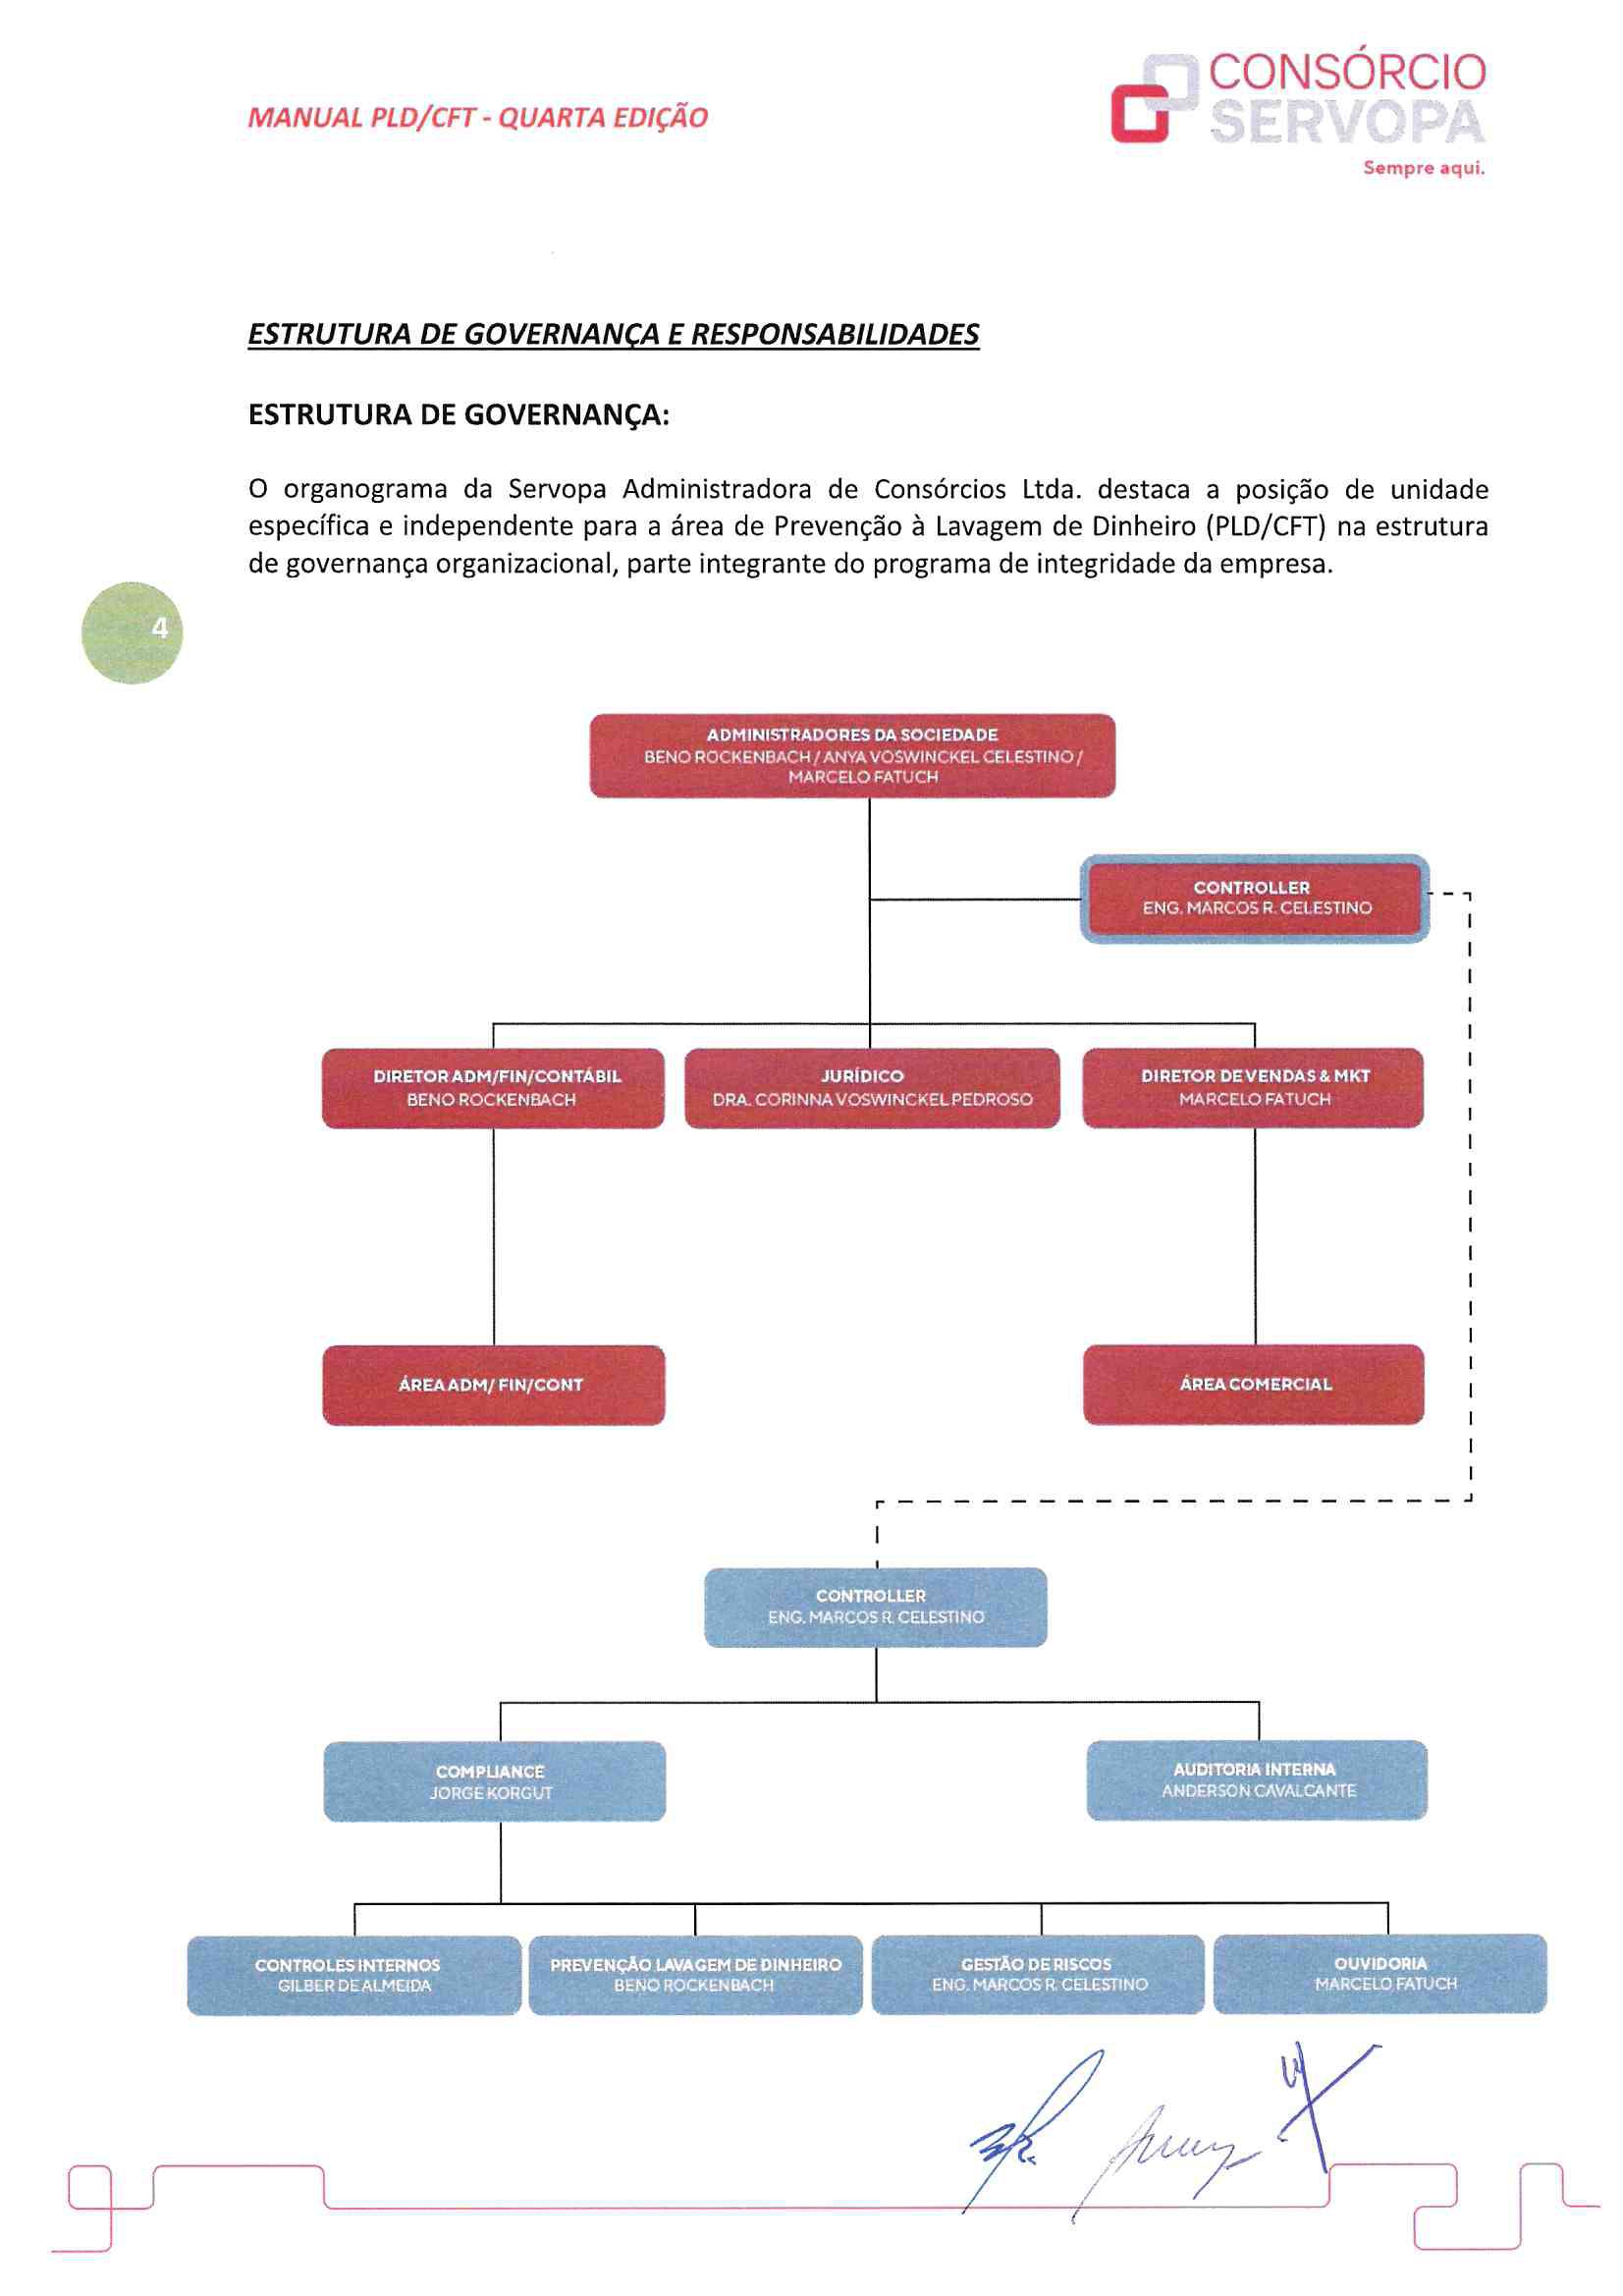 MANUAL PLD/CFT - QUARTA EDIÇÃO
CONSÓRCIO
SERVOPA
Sempre aqui.
ESTRUTURA DE GOVERNANÇA E RESPONSABILIDADES
ESTRUTURA DE GOVERNANÇA:
O organograma da Servopa Administradora de Consórcios Ltda. destaca a posição de unidade
específica e independente para a área de Prevenção à Lavagem de Dinheiro (PLD/CFT) na estrutura
de governança organizacional, parte integrante do programa de integridade da empresa.
4
ADMINISTRADORES DA SOCIEDADE
BENO ROCKENBACH / ANYA VOSWINCKEL CELESTINO /
MARCELO FATUCH
CONTROLLER
ENG. MARCOS R. CELESTINO
DIRETOR ADM/FIN/CONTÁBIL
BENO ROCKENBACH
JURÍDICO
DRA. CORINNA VOSWINCKEL PEDROSO
DIRETOR DE VENDAS & MKT
MARCELO FATUCH
ÁREA ADM/ FIN/CONT
ÁREA COMERCIAL
CONTROLLER
ENG. MARCOS R. CELESTINO
COMPLIANCE
JORGE KORGUT
AUDITORIA INTERNA
ANDERSON CAVALCANTE
CONTROLES INTERNOS
GILBER DE ALMEIDA
PREVENÇÃO LAVAGEM DE DINHEIRO
BENO ROCKENBACH
GESTÃO DE RISCOS
ENG. MARCOS R. CELESTINO
OUVIDORIA
MARCELO FATUCH